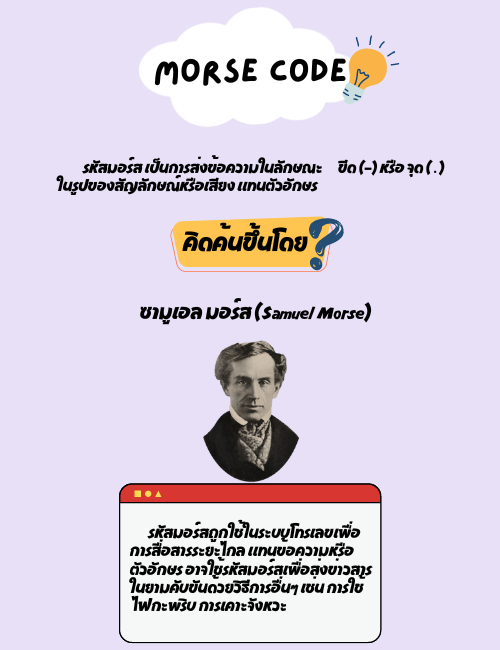 MORSE CODE
รหัสมอร์ส เป็นการส่งข้อความในลักษณะ ขีด (-) หรือ จุด ( . )
ในรูปของสัญลักษณ์หรือเสียง แทนตัวอักษร
คิดค้นขึ้นโดย?
ซามูเอล มอร์ส (Samuel Morse)
รหัสมอร์สถูกใช้ในระบบโทรเลขเพื่อ
การสื่อสารระยะไกล แทนข้อความหรือ
ตัวอักษร อาจใช้รหัสมอร์สเพื่อส่งข่าวสาร
ในยามคับขันด้วยวิธีการอื่นๆ เช่น การใช้
ไฟกะพริบ การเคาะจังหวะ